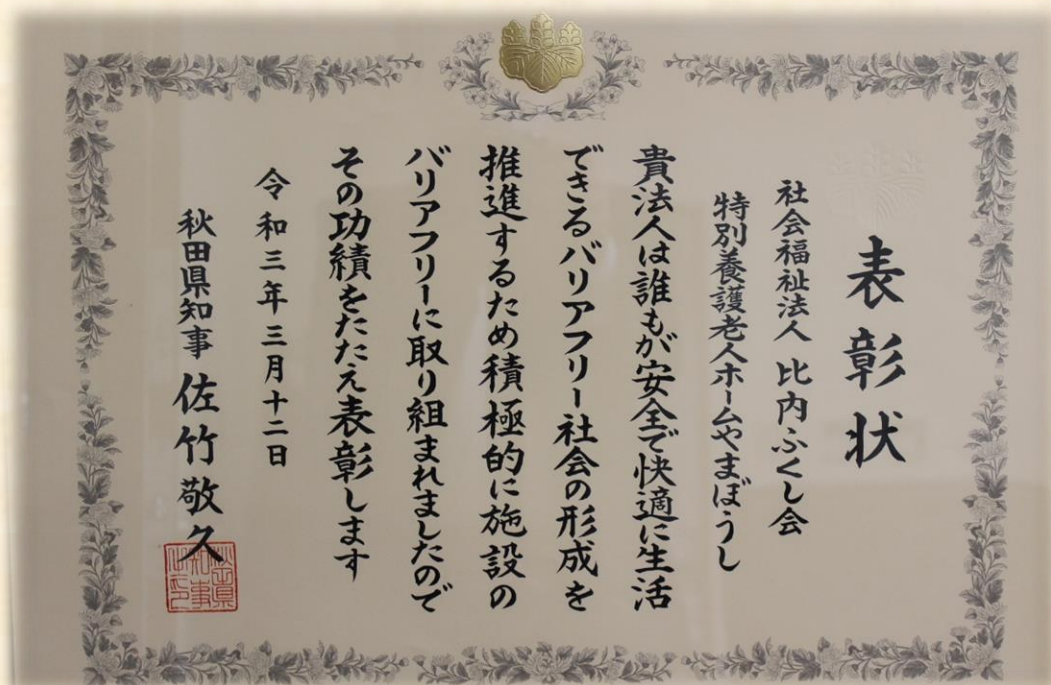 表彰状
社会福祉法人 比内ふくし会
特別養護老人ホームやまぼうし
貴法人は誰もが安全で快適に生活
できるバリアフリー社会の形成を
推進するため積極的に施設の
バリアフリーに取り組まれましたので
その功績をたたえ表彰します
令和三年三月十二日
秋田県知事 佐竹敬久